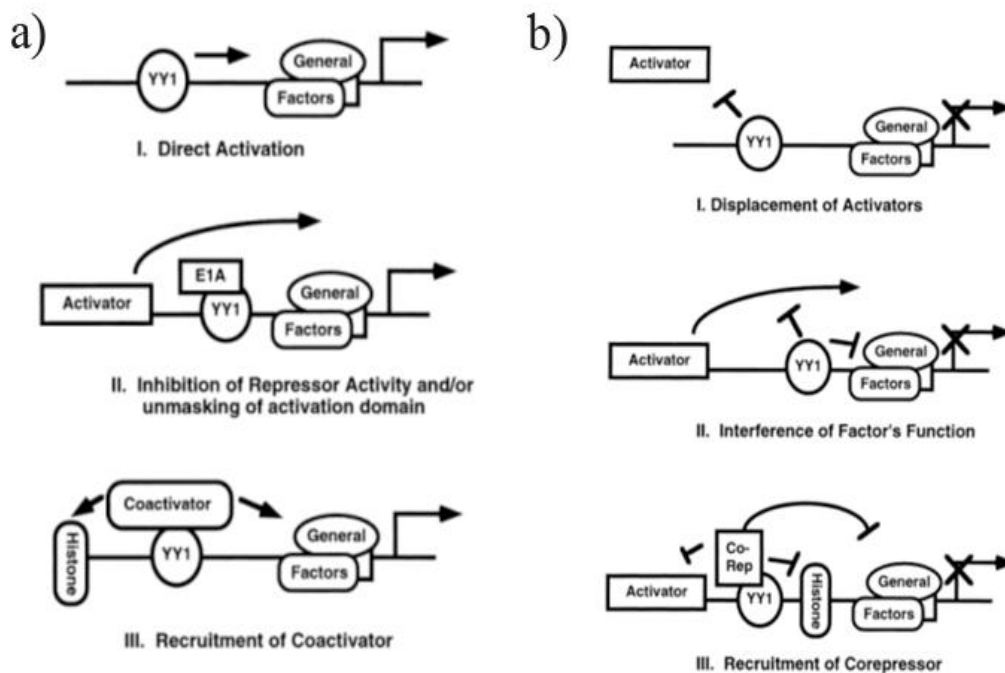 a)
YY1
General
Factors
I. Direct Activation
E1A
Activator
YY1
General
Factors
II. Inhibition of Repressor Activity and/or
unmasking of activation domain
Coactivator
Histone
YY1
General
Factors
III. Recruitment of Coactivator
b)
Activator
YY1
General
Factors
I. Displacement of Activators
Activator
YY1
General
Factors
II. Interference of Factor's Function
Co-
Rep
Activator
YY1
Histone
General
Factors
III. Recruitment of Corepressor